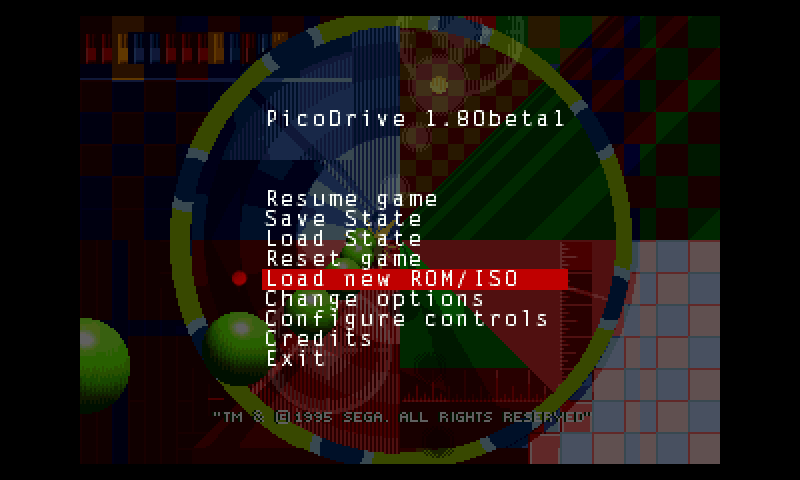 PicoDrive 1.80beta1
Resume game
Save State
Load State
Reset game
Load new ROM/ISO
Change options
Configure controls
Credits
Exit
"TM & ©1995 SEGA. ALL RIGHTS RESERVED"